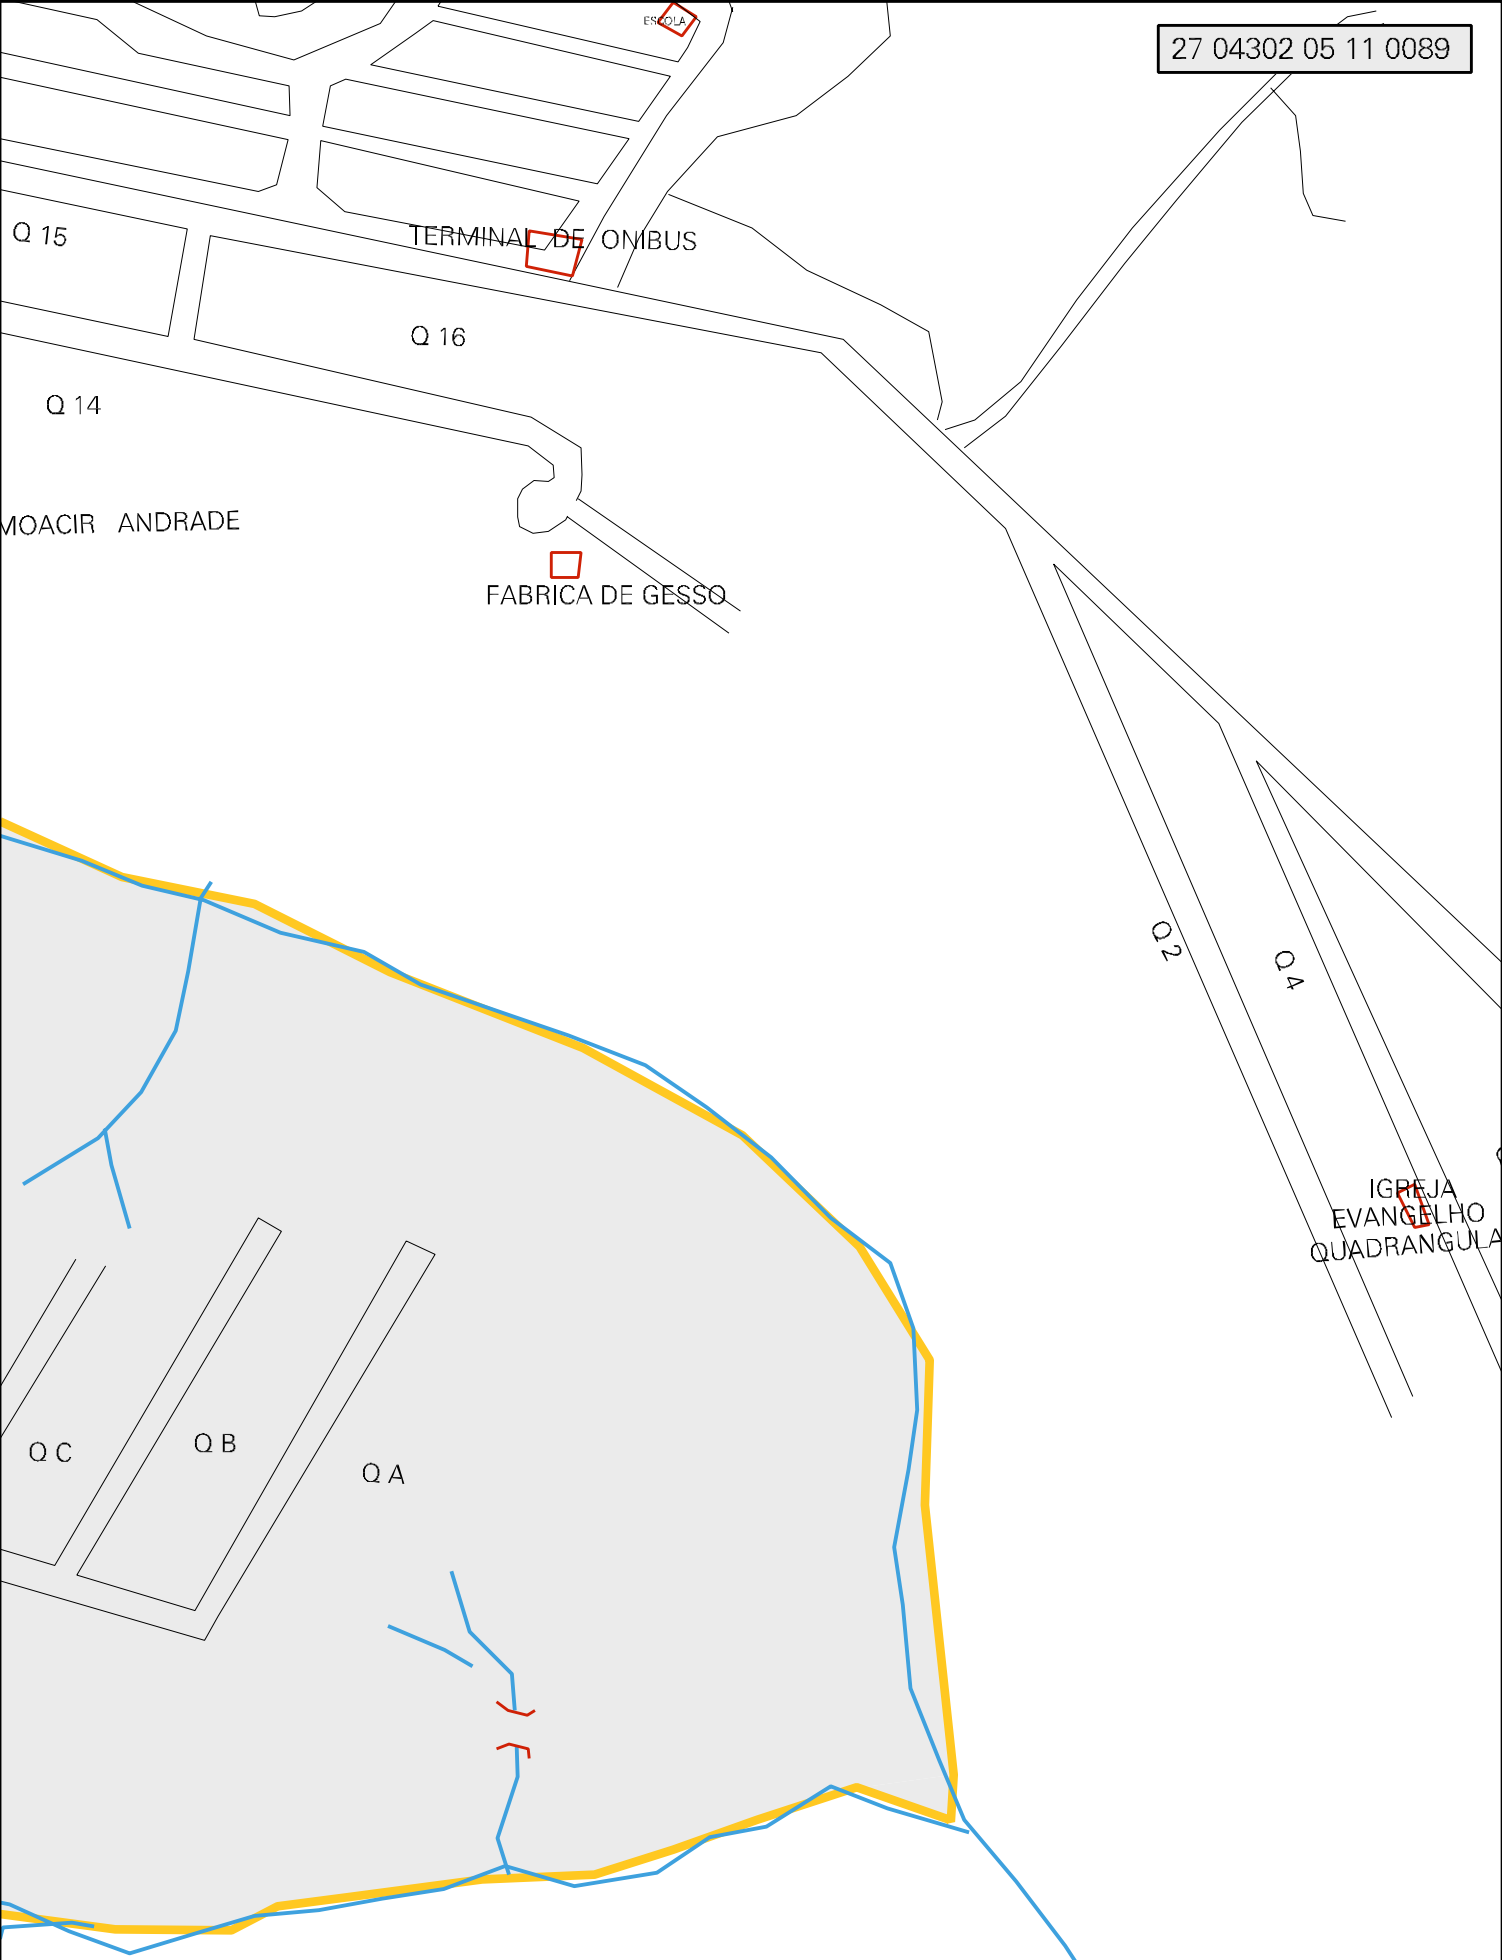 ESCOLA
27 04302 05 11 0089
Q 15
TERMINAL DE ONIBUS
Q 16
Q 14
MOACIR ANDRADE
FABRICA DE GESSO
Q 2
Q 4
IGREJA
EVANGELHO
QUADRANGULA
Q C
Q B
Q A